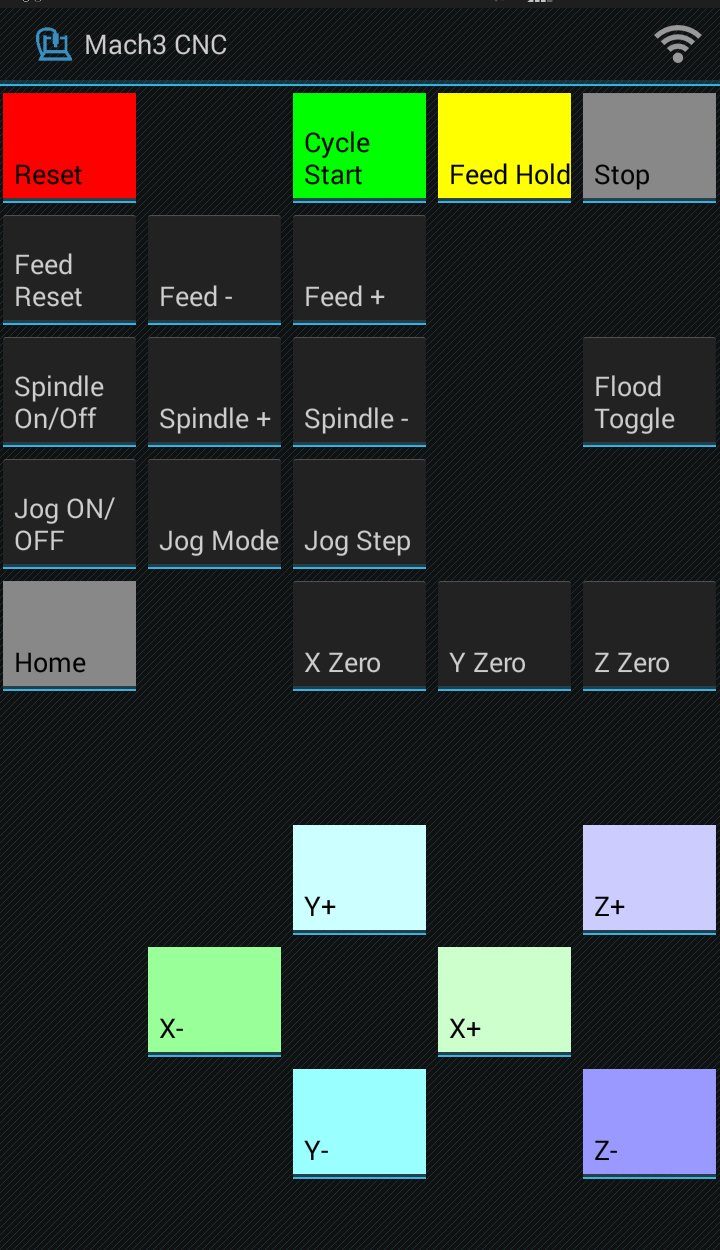 Mach3 CNC
Reset
Cycle
Start
Feed Hold
Stop
Feed
Reset
Feed -
Feed +
Spindle
On/Off
Spindle +
Spindle -
Flood
Toggle
Jog ON/
OFF
Jog Mode
Jog Step
Home
X Zero
Y Zero
Z Zero
Y+
Z+
X-
X+
Y-
Z-